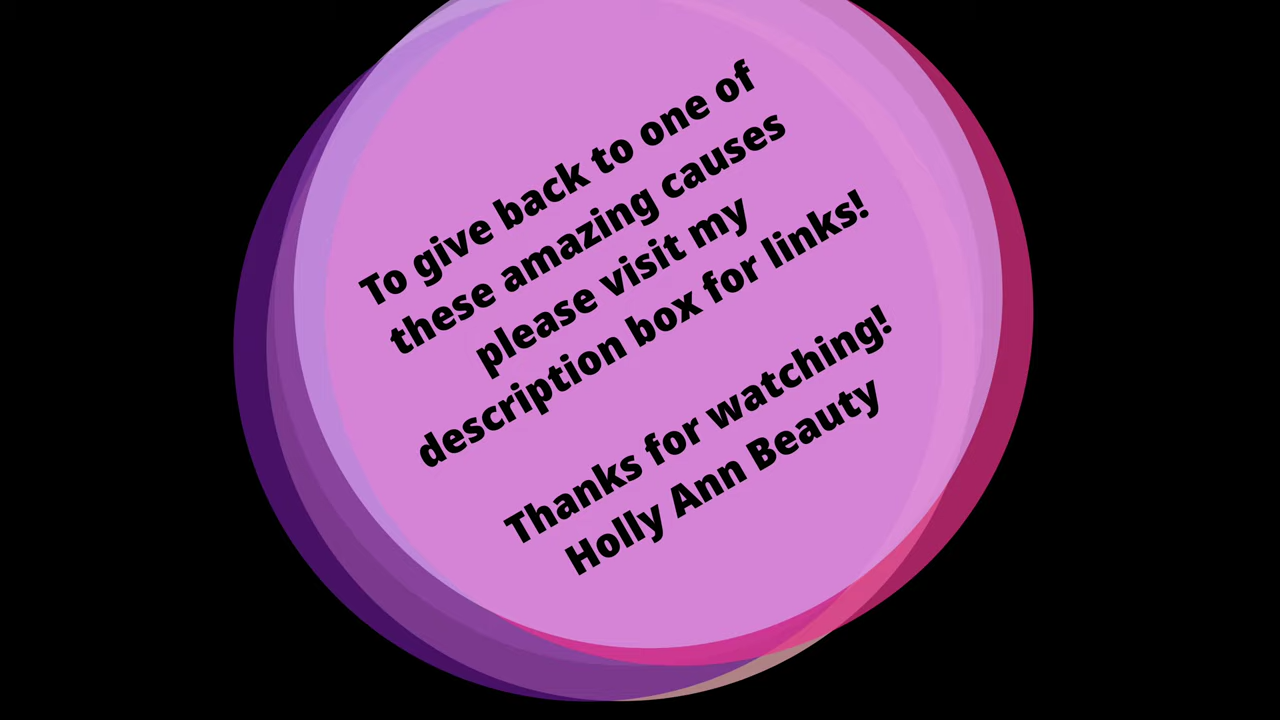 To give back to one of
these amazing causes
please visit my
description box for links!
Thanks for watching!
Holly Ann Beauty